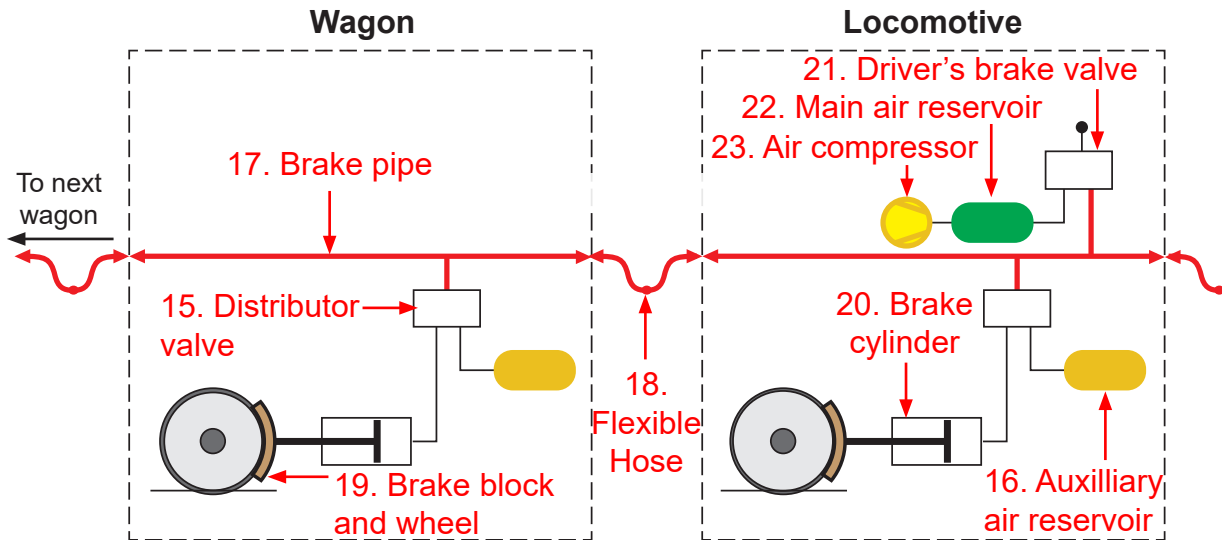 Wagon
Locomotive
21. Driver's brake valve
22. Main air reservoir
23. Air compressor
17. Brake pipe
To next
wagon
15. Distributor
valve
20. Brake
cylinder
18.
Flexible
Hose
19. Brake block
and wheel
16. Auxilliary
air reservoir